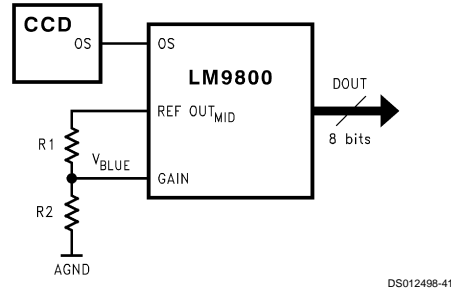 CCD
OS
OS
LM9800
DOUT
REF OUTMID
8 bits
R1
VBLUE
GAIN
R2
AGND
DS012498-41